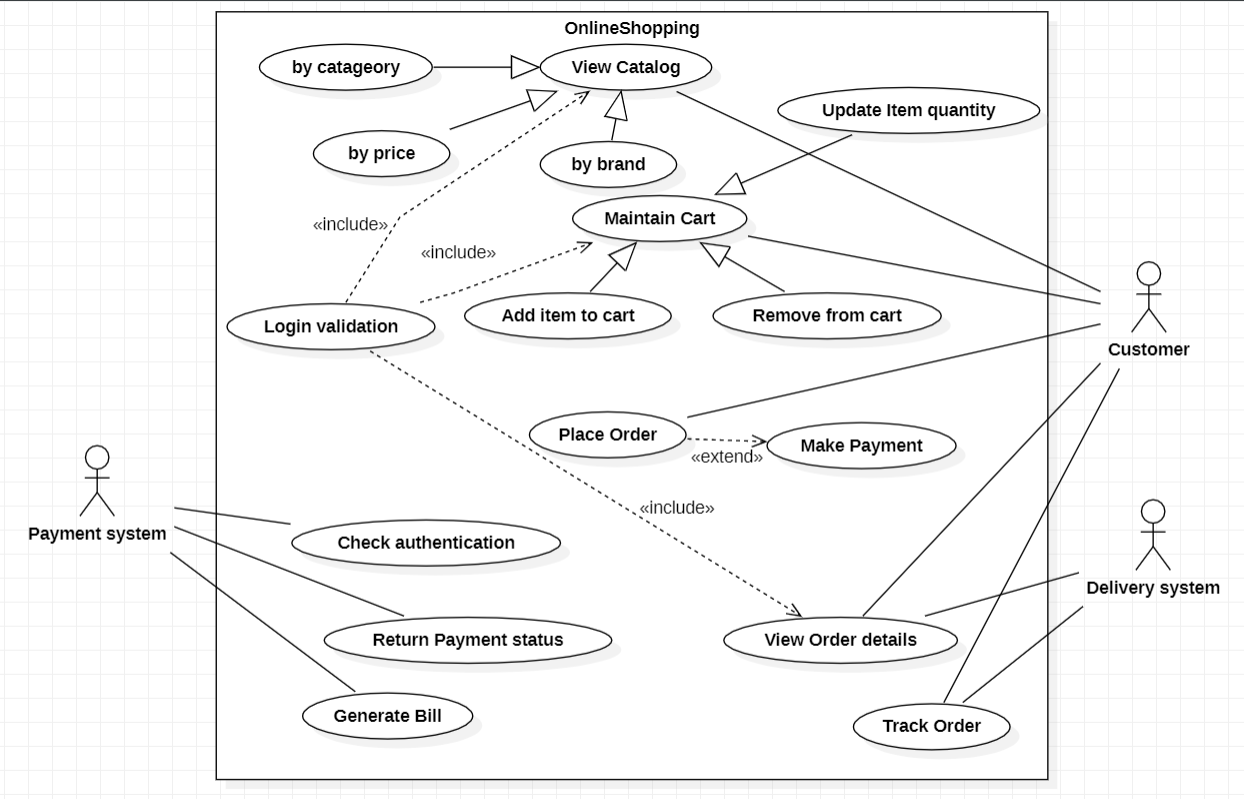 OnlineShopping
by catageory
View Catalog
Update Item quantity
by price
by brand
Maintain Cart
«include»
«include»
Login validation
Add item to cart
Remove from cart
Customer
Place Order
Make Payment
«extend»
«include»
Payment system
Check authentication
Delivery system
Return Payment status
View Order details
Generate Bill
Track Order